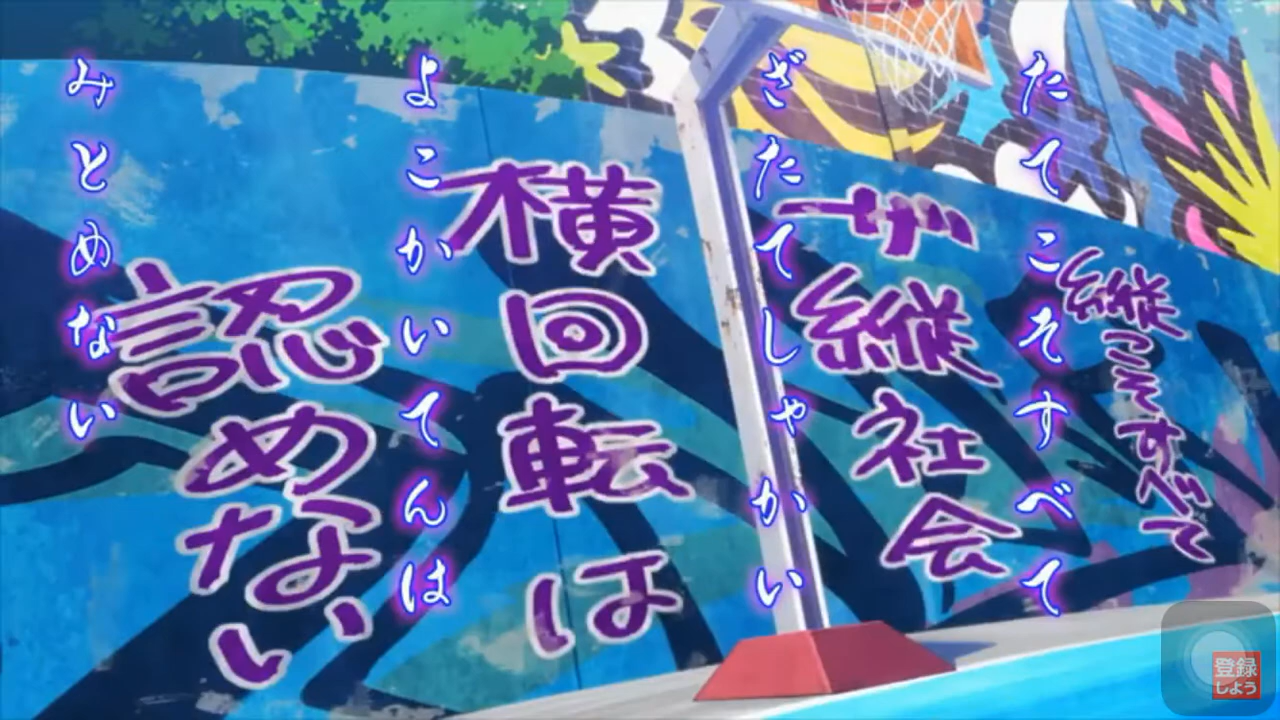 たてこそすべて
縦こそすべて
ざたてしゃかい
ザ縦社会
よこかいてんは
横回転は
みとめない
認めない
登録
しよう